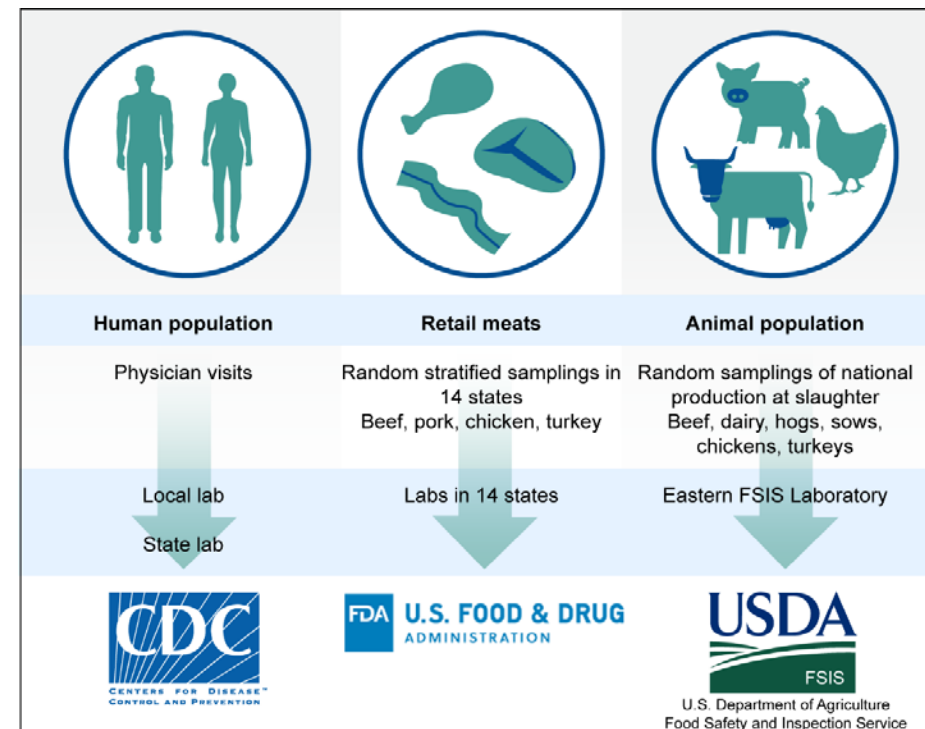 Human population
Physician visits
Local lab
State lab
CDC
CENTERS FOR DISEASE™
CONTROL AND PREVENTION
Retail meats
Random stratified samplings in
14 states
Beef, pork, chicken, turkey
Labs in 14 states
FDA U.S. FOOD & DRUG
ADMINISTRATION
Animal population
Random samplings of national
production at slaughter
Beef, dairy, hogs, sows,
chickens, turkeys
Eastern FSIS Laboratory
USDA
FSIS
U.S. Department of Agriculture
Food Safety and Inspection Service